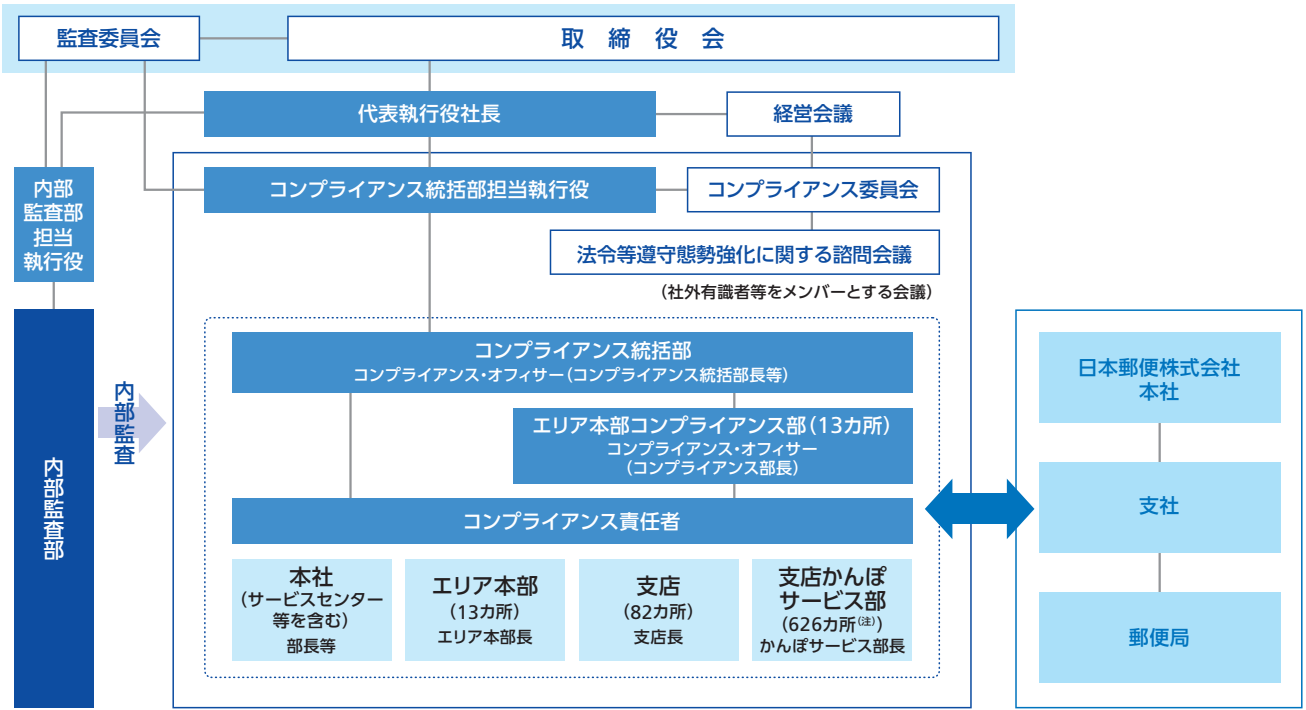 監査委員会
取 締 役 会
代表執行役社長
経営会議
内部
監査部
担当
執行役
コンプライアンス統括部担当執行役
コンプライアンス委員会
法令等遵守態勢強化に関する諮問会議
(社外有識者等をメンバーとする会議)
内部監査部
内部監査
コンプライアンス統括部
コンプライアンス・オフィサー(コンプライアンス統括部長等)
エリア本部コンプライアンス部(13カ所)
コンプライアンス・オフィサー
(コンプライアンス部長)
コンプライアンス責任者
本社
(サービスセンター
等を含む)
部長等
エリア本部
(13カ所)
エリア本部長
支店
(82カ所)
支店長
支店かんぽ
サービス部
(626カ所(注))
かんぽサービス部長
日本郵便株式会社
本社
支社
郵便局